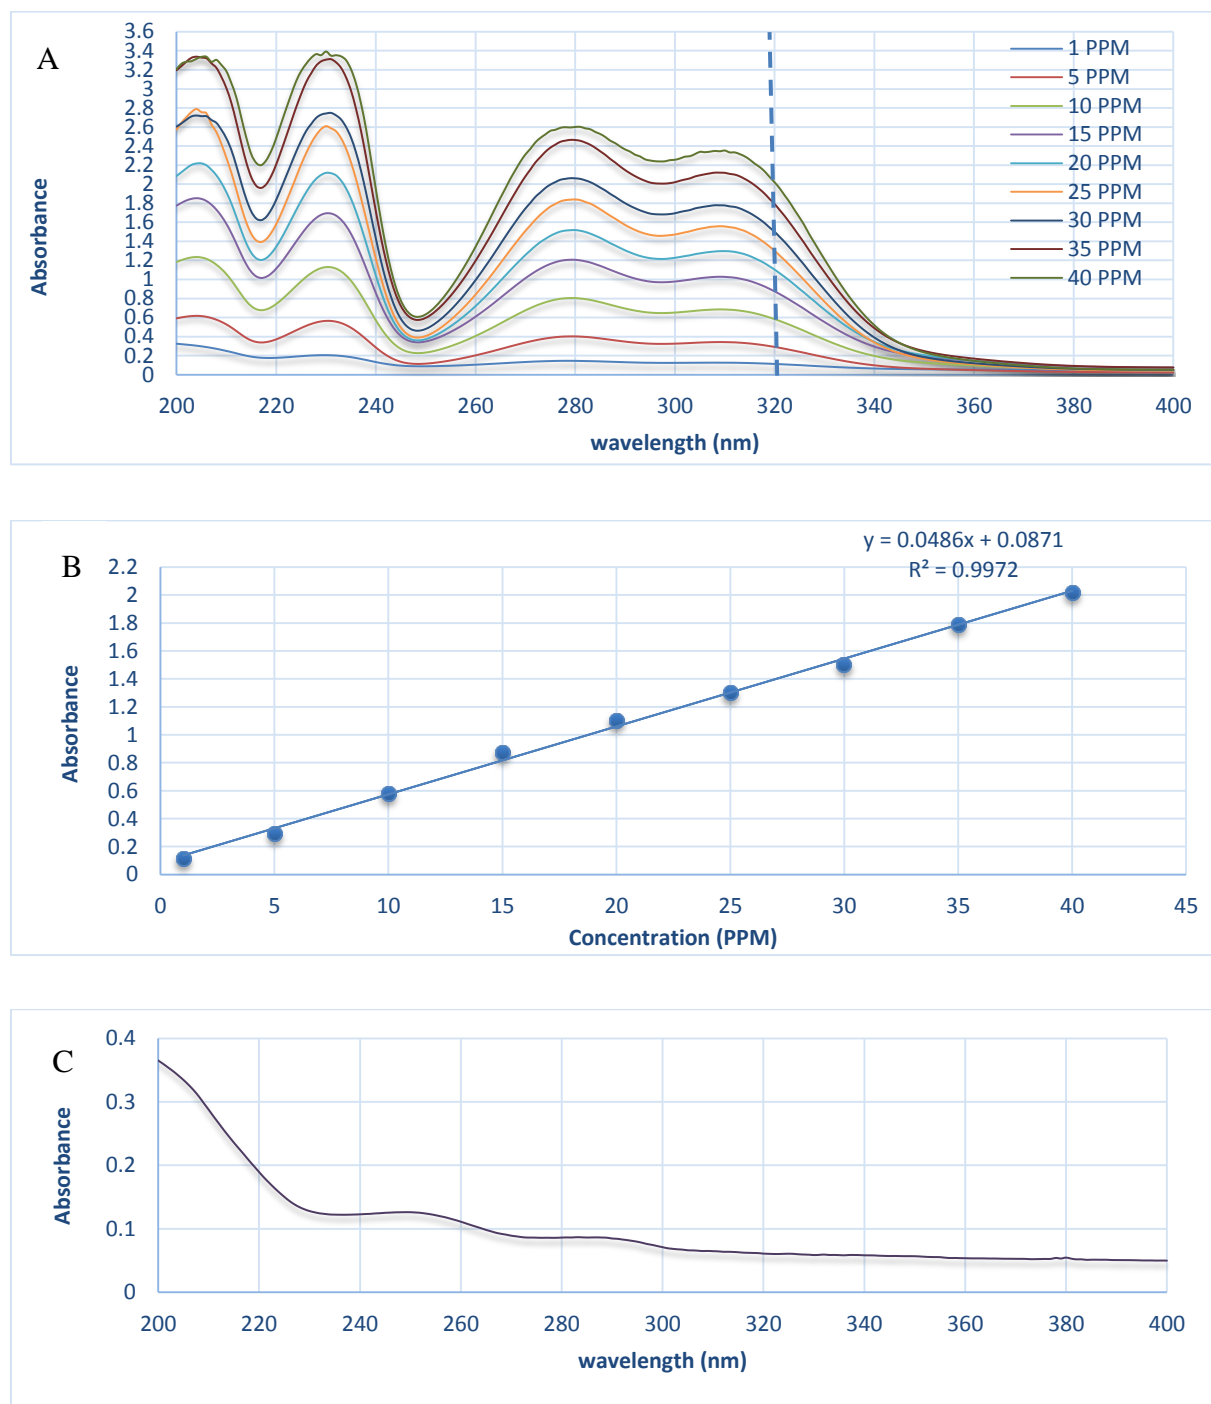 A
3.6
3.4
3.2
3
2.8
2.6
2.4
2.2
2
1.8
1.6
1.4
1.2
1
0.8
0.6
0.4
0.2
0
Absorbance
200 220 240 260 280 300 320 340 360 380 400
wavelength (nm)
1 PPM
5 PPM
10 PPM
15 PPM
20 PPM
25 PPM
30 PPM
35 PPM
40 PPM
B
y = 0.0486x + 0.0871
R² = 0.9972
2.2
2
1.8
1.6
1.4
1.2
1
0.8
0.6
0.4
0.2
0
Absorbance
0 5 10 15 20 25 30 35 40 45
Concentration (PPM)
C
0.4
0.3
0.2
0.1
0
Absorbance
200 220 240 260 280 300 320 340 360 380 400
wavelength (nm)